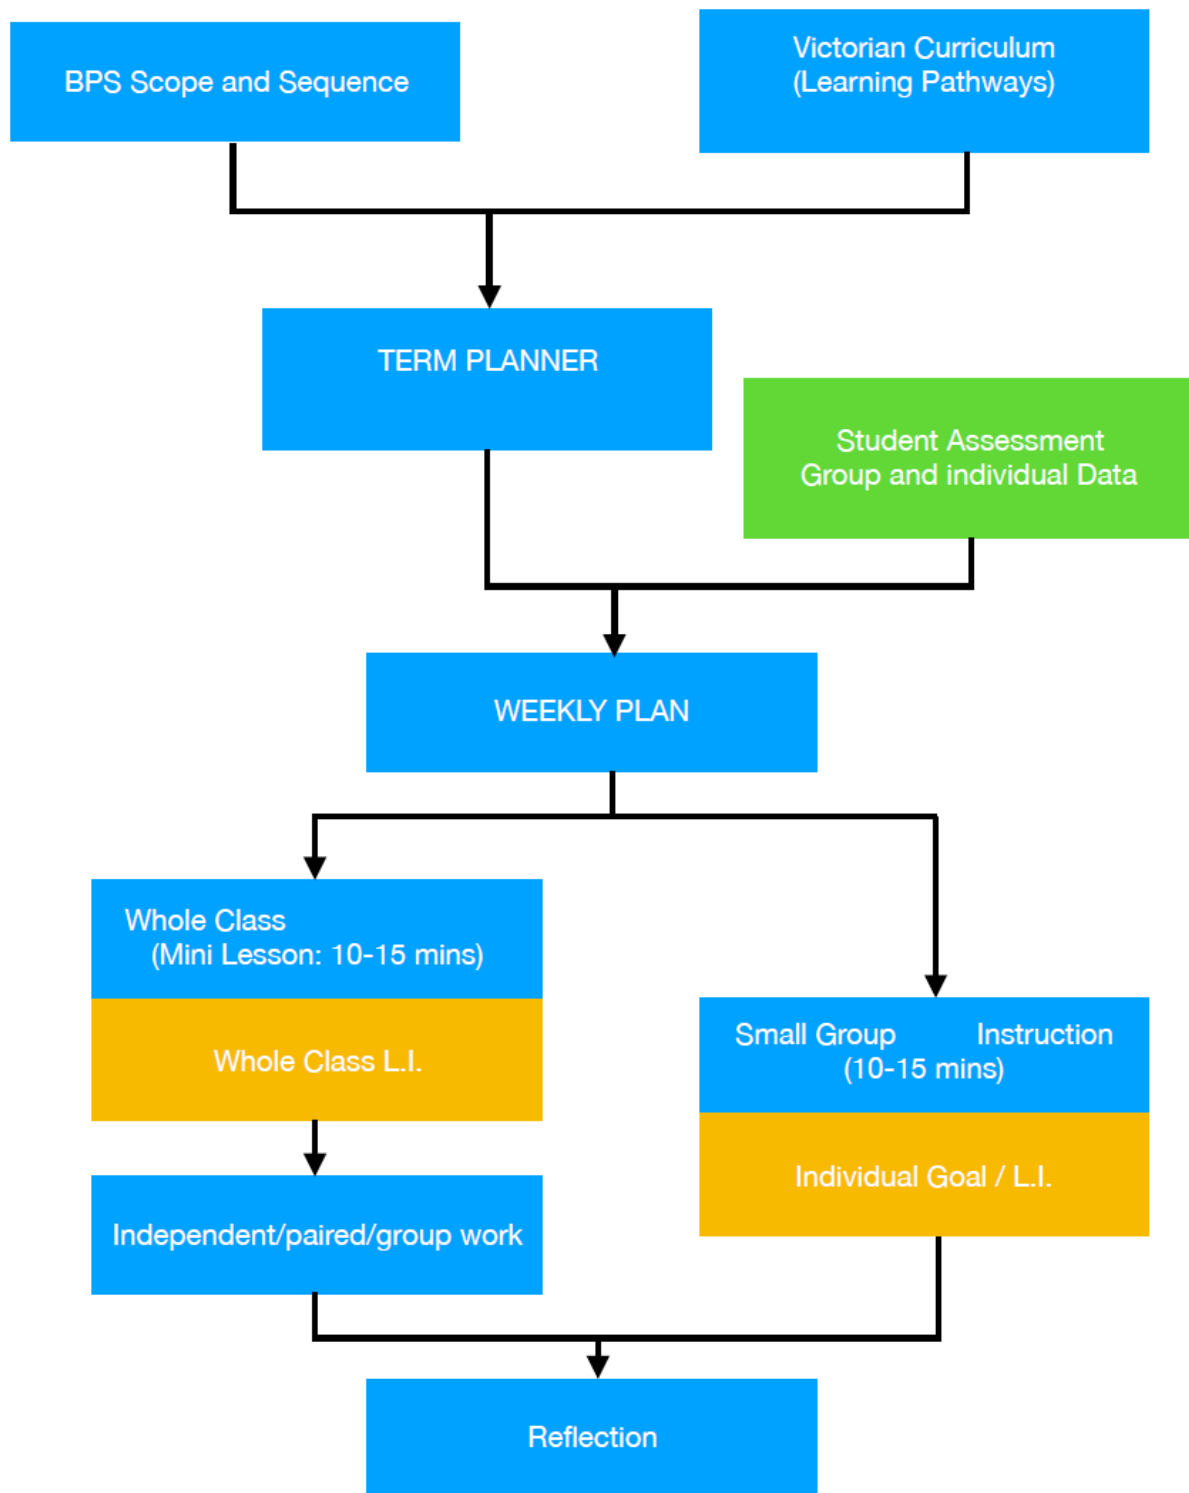 BPS Scope and Sequence
Victorian Curriculum
(Learning Pathways)
TERM PLANNER
Student Assessment
Group and individual Data
WEEKLY PLAN
Whole Class
(Mini Lesson: 10-15 mins)
Whole Class L.I.
Small Group Instruction
(10-15 mins)
Individual Goal / L.I.
Independent/paired/group work
Reflection